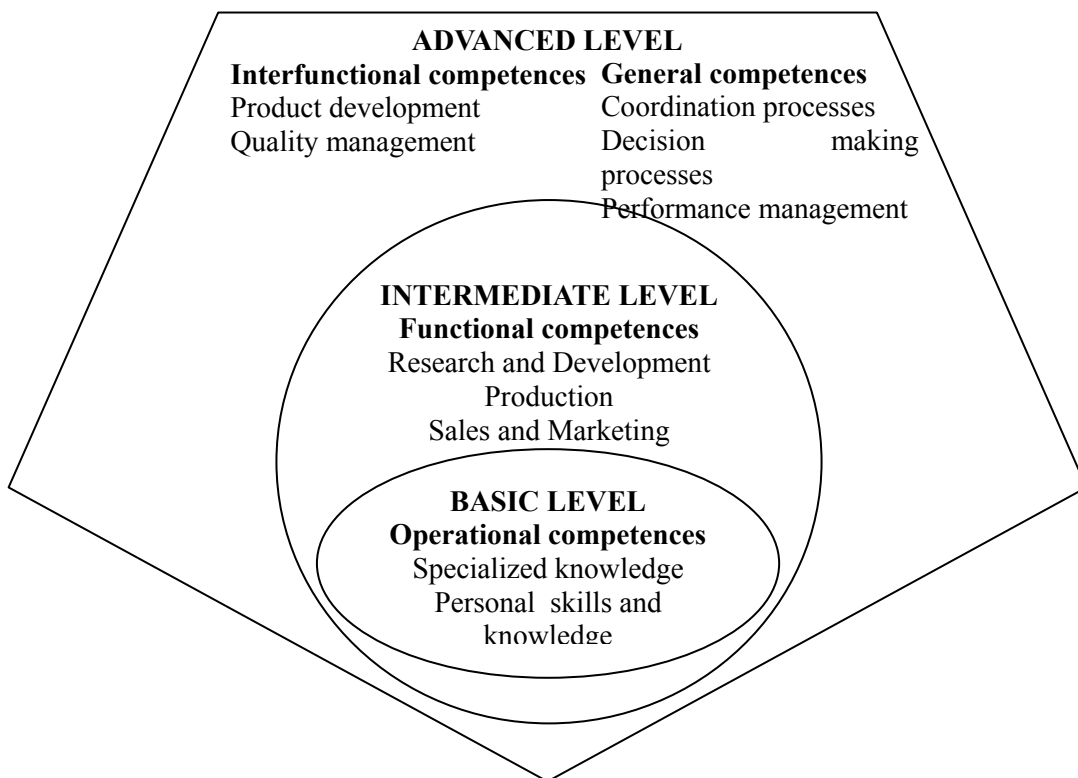 ADVANCED LEVEL
Interfunctional competences
Product development
Quality management
General competences
Coordination processes
Decision making
processes
Performance management
INTERMEDIATE LEVEL
Functional competences
Research and Development
Production
Sales and Marketing
BASIC LEVEL
Operational competences
Specialized knowledge
Personal skills and
knowledge